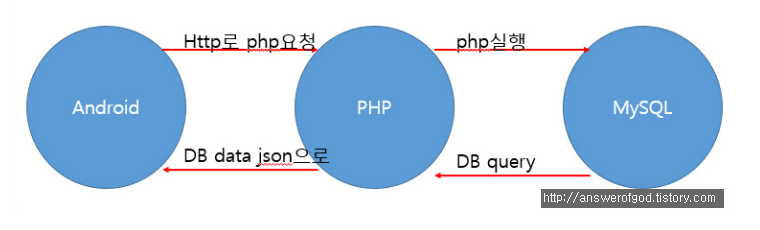 Http로 php요청
php실행
Android
PHP
MySQL
DB data json으로
DB query
http://answerofgod.tistory.com